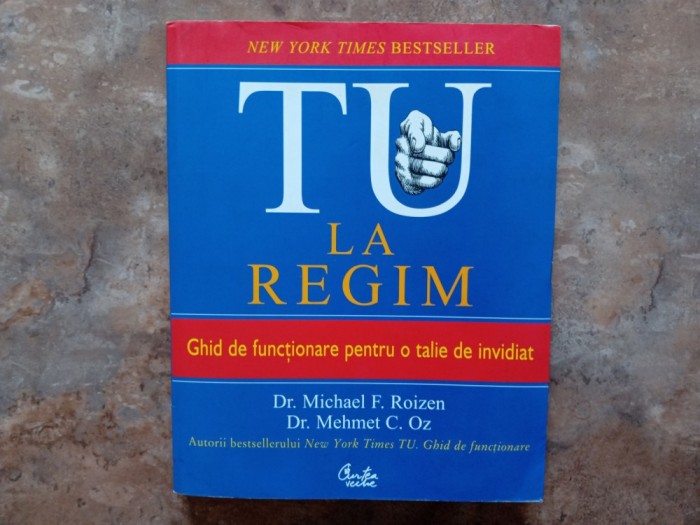 NEW YORK TIMES BESTSELLER
TU
LA
REGIM
Ghid de funcționare pentru o talie de invidiat
Dr. Michael F. Roizen
Dr. Mehmet C. Oz
Autorii bestsellerului New York Times TU. Ghid de funcționare
Curtea
veche